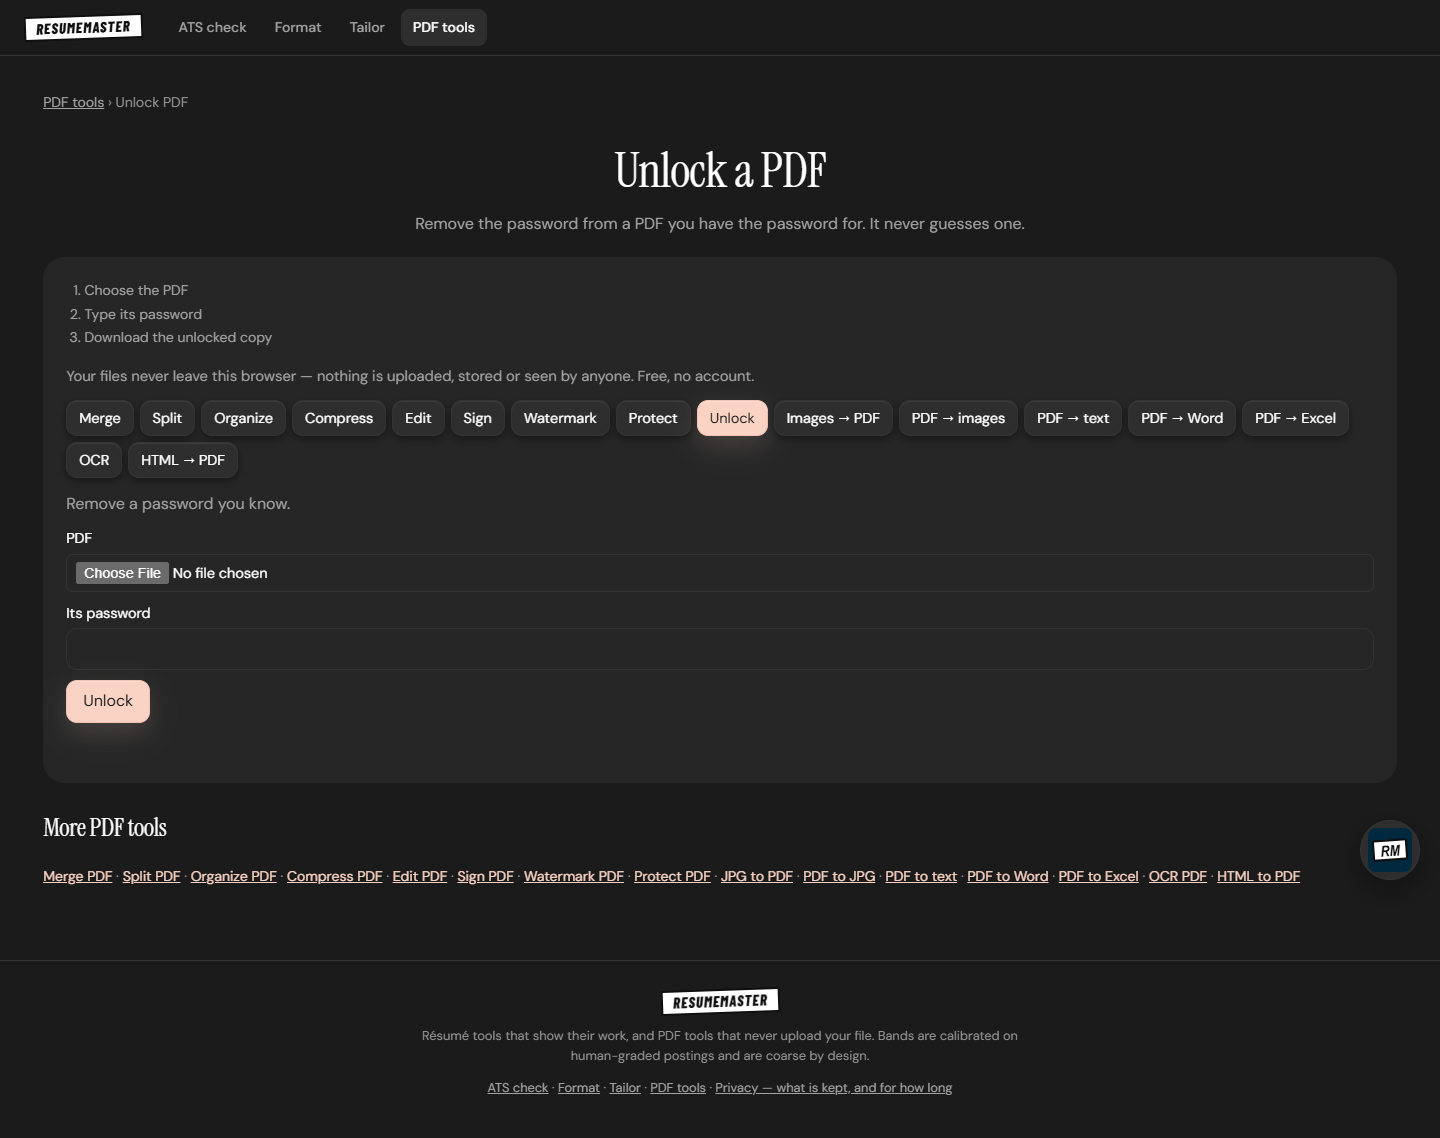 RESUMEMASTER ATS check Format Tailor PDF tools
PDF tools › Unlock PDF
Unlock a PDF
Remove the password from a PDF you have the password for. It never guesses one.
1. Choose the PDF
2. Type its password
3. Download the unlocked copy
Your files never leave this browser — nothing is uploaded, stored or seen by anyone. Free, no account.
Merge Split Organize Compress Edit Sign Watermark Protect Unlock Images → PDF PDF → images PDF → text PDF → Word PDF → Excel
OCR HTML → PDF
Remove a password you know.
PDF
Choose File No file chosen
Its password
Unlock
More PDF tools
RM
Merge PDF · Split PDF · Organize PDF · Compress PDF · Edit PDF · Sign PDF · Watermark PDF · Protect PDF · JPG to PDF · PDF to JPG · PDF to text · PDF to Word · PDF to Excel · OCR PDF · HTML to PDF
RESUMEMASTER
Résumé tools that show their work, and PDF tools that never upload your file. Bands are calibrated on
human-graded postings and are coarse by design.
ATS check · Format · Tailor · PDF tools · Privacy — what is kept, and for how long